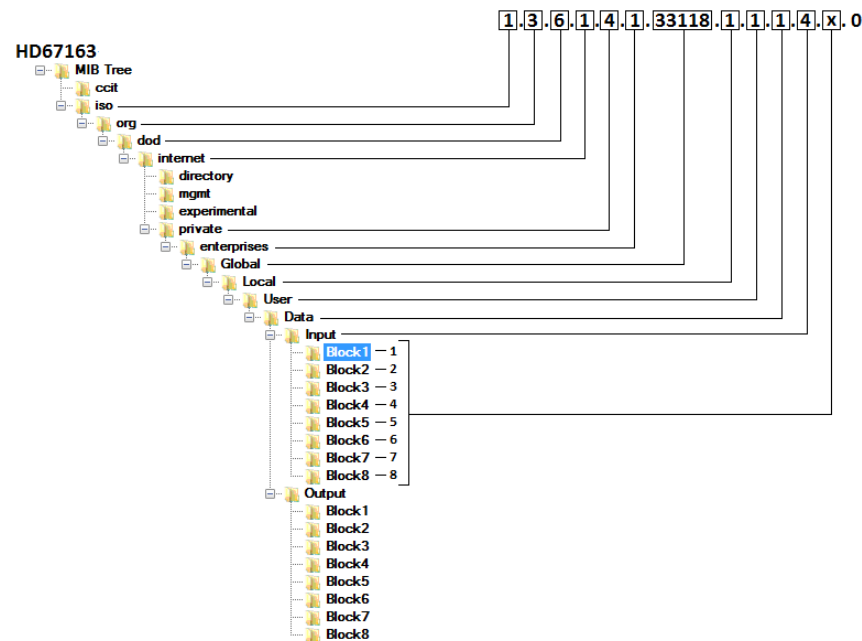 1.3.6.1.4.1.33118.1.1.1.4.x.0
HD67163
MIB Tree
ccit
iso
org
dod
internet
directory
mgmt
experimental
private
enterprises
Global
Local
User
Data
Input
Block1 — 1
Block2 — 2
Block3 — 3
Block4 — 4
Block5 — 5
Block6 — 6
Block7 — 7
Block8 — 8
Output
Block1
Block2
Block3
Block4
Block5
Block6
Block7
Block8